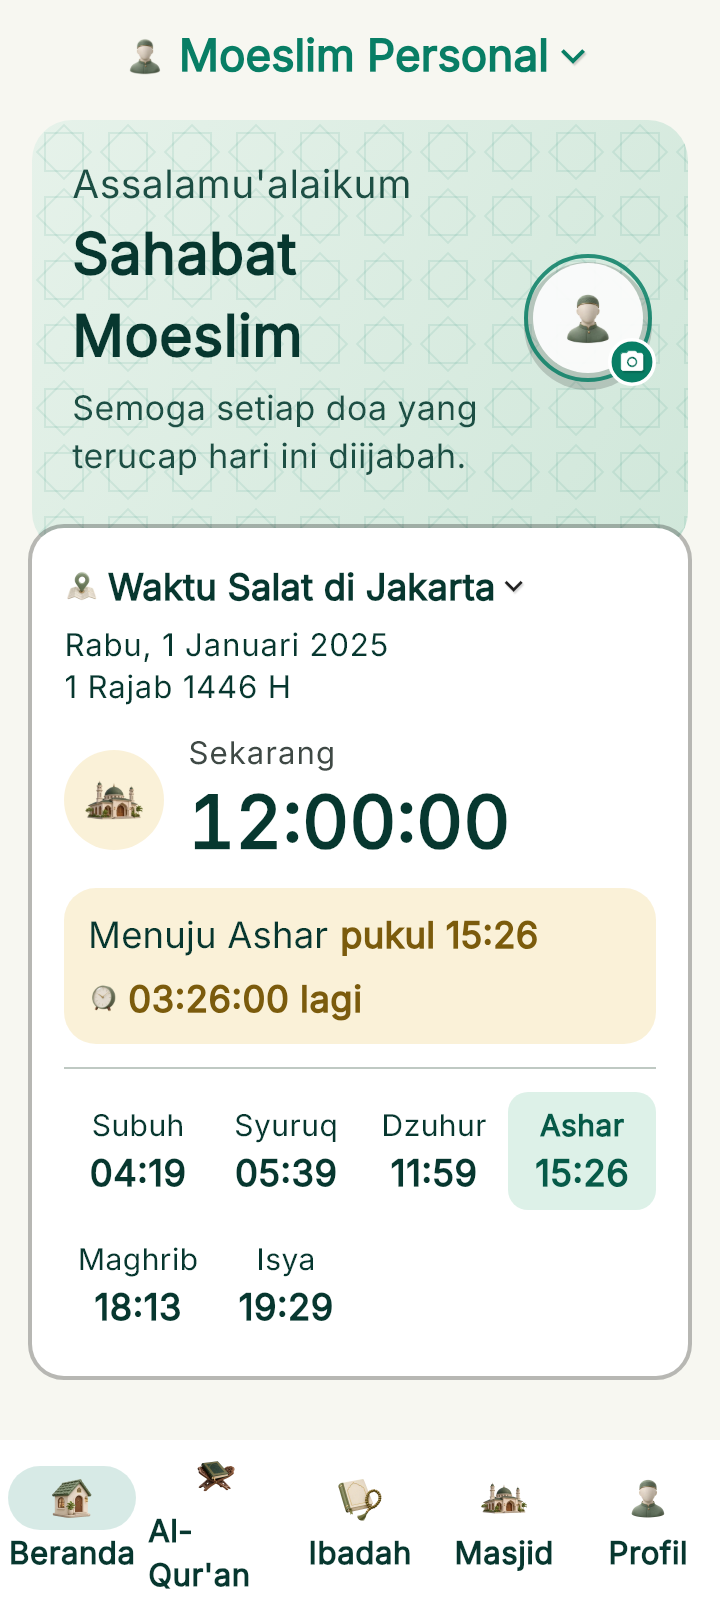 Moeslim Personal
Assalamu'alaikum
Sahabat
Moeslim
Semoga setiap doa yang
terucap hari ini diijabah.
Waktu Salat di Jakarta
Rabu, 1 Januari 2025
1 Rajab 1446 H
Sekarang
12:00:00
Menuju Ashar pukul 15:26
03:26:00 lagi
Subuh Syuruq Dzuhur Ashar
04:19 05:39 11:59 15:26
Maghrib Isya
18:13 19:29
Beranda Al-Qur'an Ibadah Masjid Profil